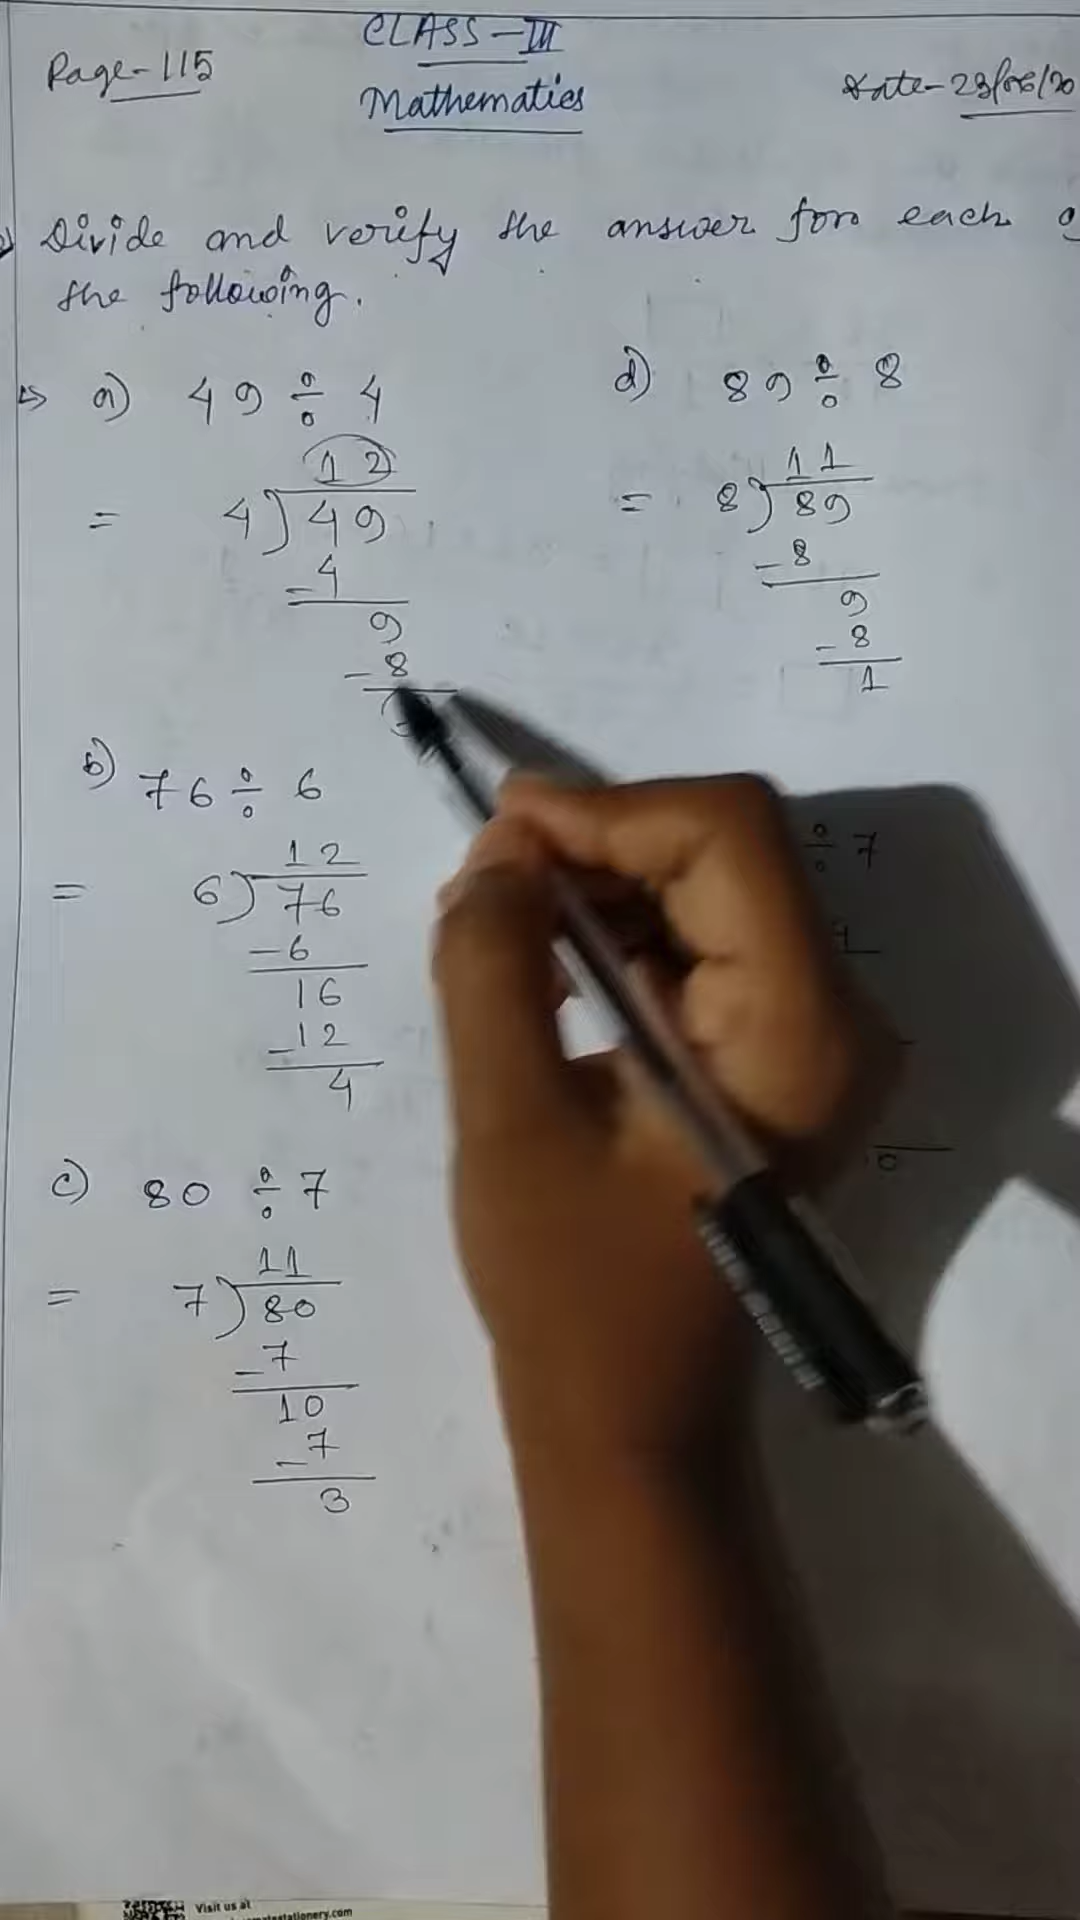 CLASS-III
Page-115
Mathematics
Date-23/06/20
Divide and verify the answer for each
the following.
a) 49 ÷ 4
12
= 4)49
-4
9
-8
b) 76 ÷ 6
12
= 6)76
-6
16
-12
4
c) 80 ÷ 7
11
= 7)80
-7
10
-7
3
d) 89 ÷ 8
11
= 8)89
-8
9
-8
1
÷ 7
0
Visit us at
stationery.com